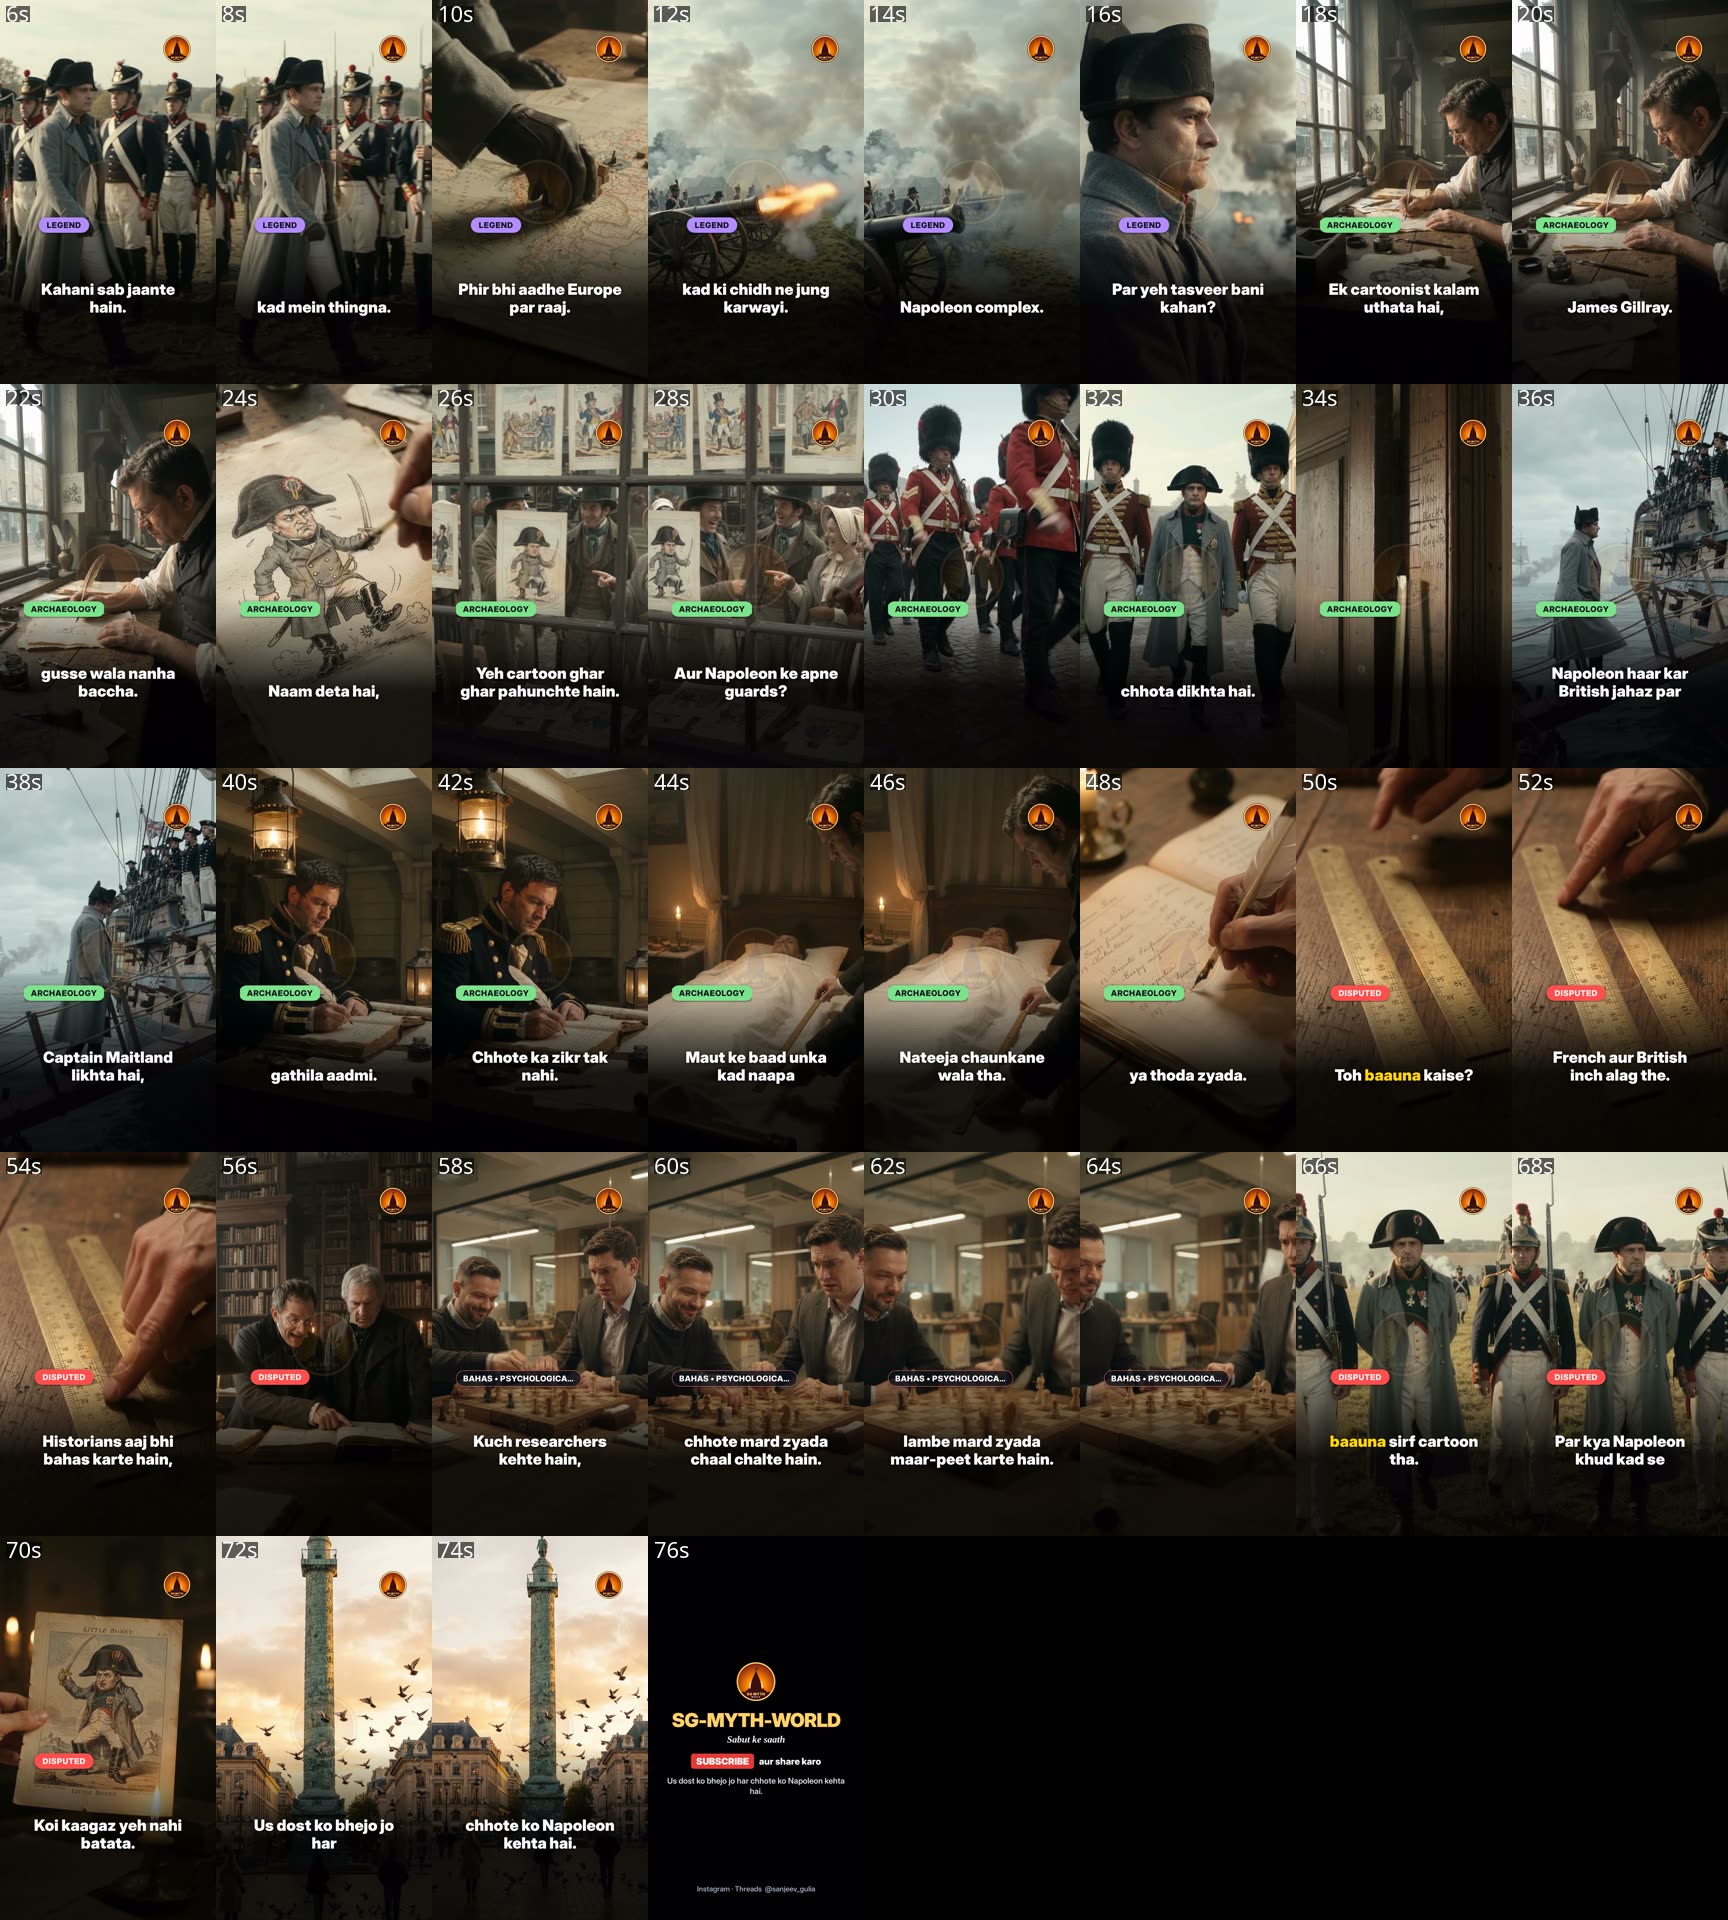 6s
LEGEND
Kahani sab jaante
hain.
8s
LEGEND
kad mein thingna.
10s
LEGEND
Phir bhi aadhe Europe
par raaj.
12s
LEGEND
kad ki chidh ne jung
karwayi.
14s
LEGEND
Napoleon complex.
16s
LEGEND
Par yeh tasveer bani
kahan?
18s
ARCHAEOLOGY
Ek cartoonist kalam
uthata hai,
20s
ARCHAEOLOGY
James Gillray.
22s
ARCHAEOLOGY
gusse wala nanha
baccha.
24s
ARCHAEOLOGY
Naam deta hai,
26s
ARCHAEOLOGY
Yeh cartoon ghar
ghar pahunchte hain.
28s
ARCHAEOLOGY
Aur Napoleon ke apne
guards?
30s
ARCHAEOLOGY
32s
ARCHAEOLOGY
chhota dikhta hai.
34s
ARCHAEOLOGY
36s
ARCHAEOLOGY
Napoleon haar kar
British jahaz par
38s
ARCHAEOLOGY
Captain Maitland
likhta hai,
40s
ARCHAEOLOGY
gathila aadmi.
42s
ARCHAEOLOGY
Chhote ka zikr tak
nahi.
44s
ARCHAEOLOGY
Maut ke baad unka
kad naapa
46s
ARCHAEOLOGY
Nateeja chaunkane
wala tha.
48s
ARCHAEOLOGY
ya thoda zyada.
50s
DISPUTED
Toh baauna kaise?
52s
DISPUTED
French aur British
inch alag the.
54s
DISPUTED
Historians aaj bhi
bahas karte hain,
56s
DISPUTED
58s
BAHAS • PSYCHOLOGICA...
Kuch researchers
kehte hain,
60s
BAHAS • PSYCHOLOGICA...
chhote mard zyada
chaal chalte hain.
62s
BAHAS • PSYCHOLOGICA...
lambe mard zyada
maar-peet karte hain.
64s
BAHAS • PSYCHOLOGICA...
66s
DISPUTED
baauna sirf cartoon
tha.
68s
DISPUTED
Par kya Napoleon
khud kad se
70s
LITTLE BONEY.
DISPUTED
LITTLE BONEY.
Koi kaagaz yeh nahi
batata.
72s
Us dost ko bhejo jo
har
74s
chhote ko Napoleon
kehta hai.
76s
SG MYTH
SG-MYTH-WORLD
Sabut ke saath
SUBSCRIBE aur share karo
Us dost ko bhejo jo har chhote ko Napoleon kehta
hai.
Instagram · Threads @sanjeev_gulia